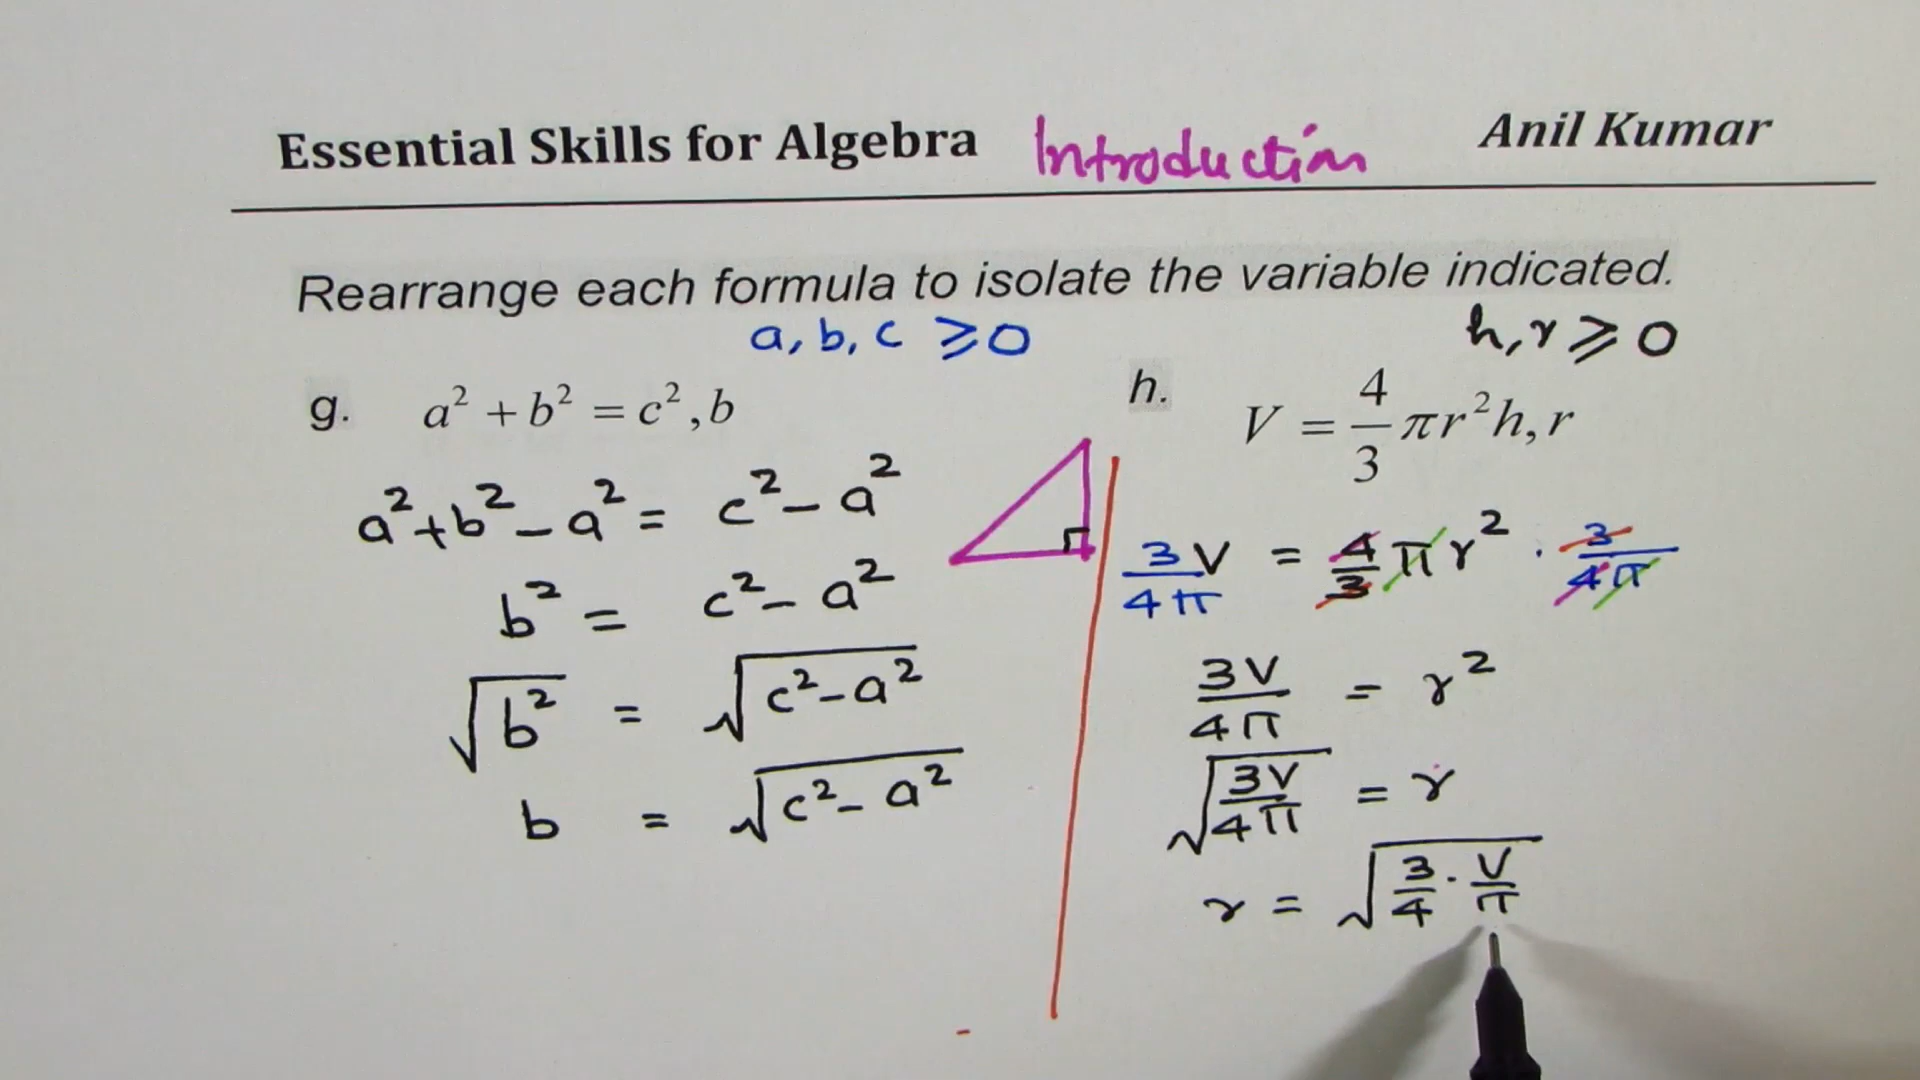 Essential Skills for Algebra Introduction Anil Kumar
Rearrange each formula to isolate the variable indicated.
a, b, c ⩾0
h, r ⩾ 0
g. a² + b² = c², b
a²+b²-a² = c²-a²
b² = c²-a²
√b² = √c²-a²
b = √c²-a²
h. V = 4/3 πr²h, r
3/4π V = 4/3 π r² · 3/4π
3V/4π = r²
√3V/4π = r
r = √3/4 · V/π